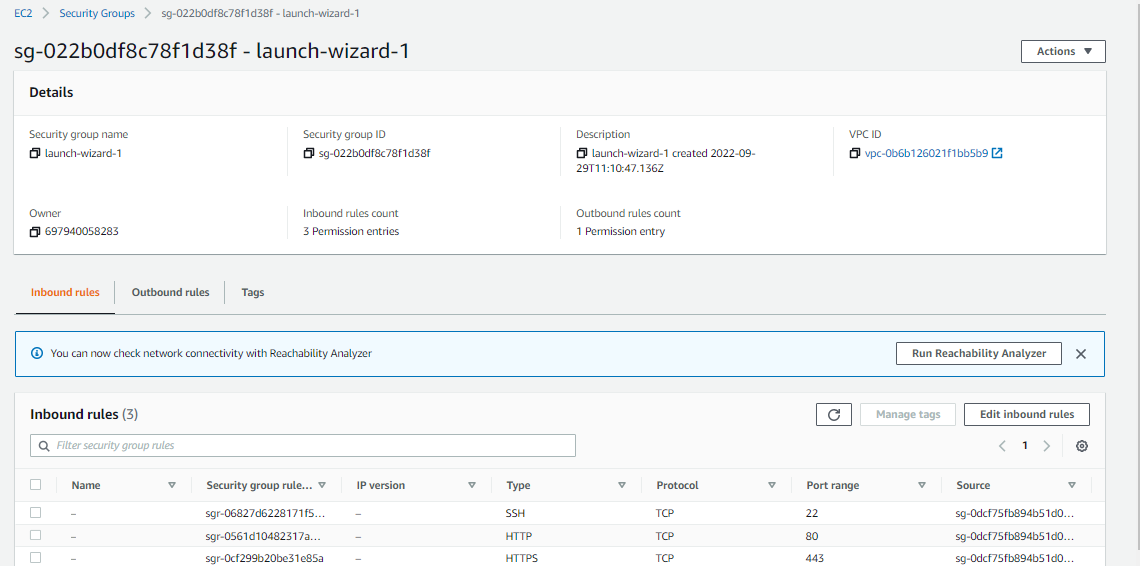 EC2 > Security Groups > sg-022b0df8c78f1d38f - launch-wizard-1
sg-022b0df8c78f1d38f - launch-wizard-1
Actions
Details
Security group name
launch-wizard-1
Security group ID
sg-022b0df8c78f1d38f
Description
launch-wizard-1 created 2022-09-
29T11:10:47.136Z
VPC ID
vpc-0b6b126021f1bb5b9
Owner
697940058283
Inbound rules count
3 Permission entries
Outbound rules count
1 Permission entry
Inbound rules Outbound rules Tags
You can now check network connectivity with Reachability Analyzer Run Reachability Analyzer
Inbound rules (3) Manage tags Edit inbound rules
Filter security group rules 1
Name Security group rule... IP version Type Protocol Port range Source
– sgr-06827d6228171f5... – SSH TCP 22 sg-0dcf75fb894b51d0...
– sgr-0561d10482317a... – HTTP TCP 80 sg-0dcf75fb894b51d0...
– sgr-0cf299b20be31e85a – HTTPS TCP 443 sg-0dcf75fb894b51d0...